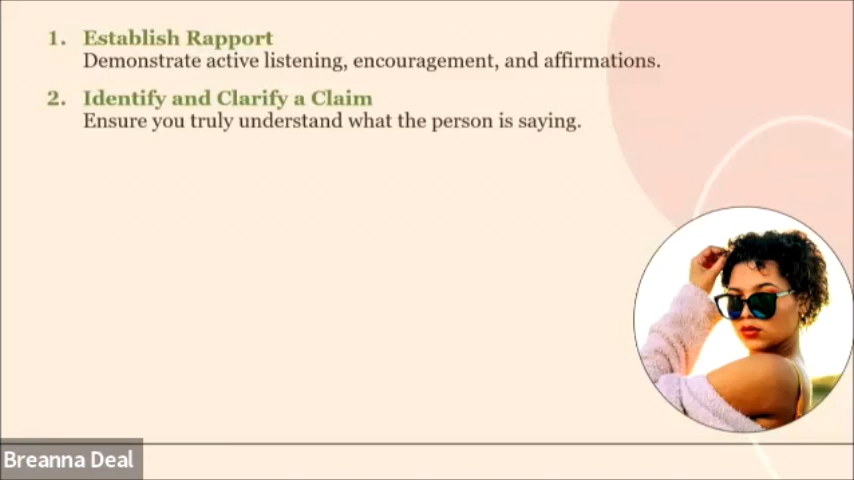 1. Establish Rapport
Demonstrate active listening, encouragement, and affirmations.
2. Identify and Clarify a Claim
Ensure you truly understand what the person is saying.
Breanna Deal